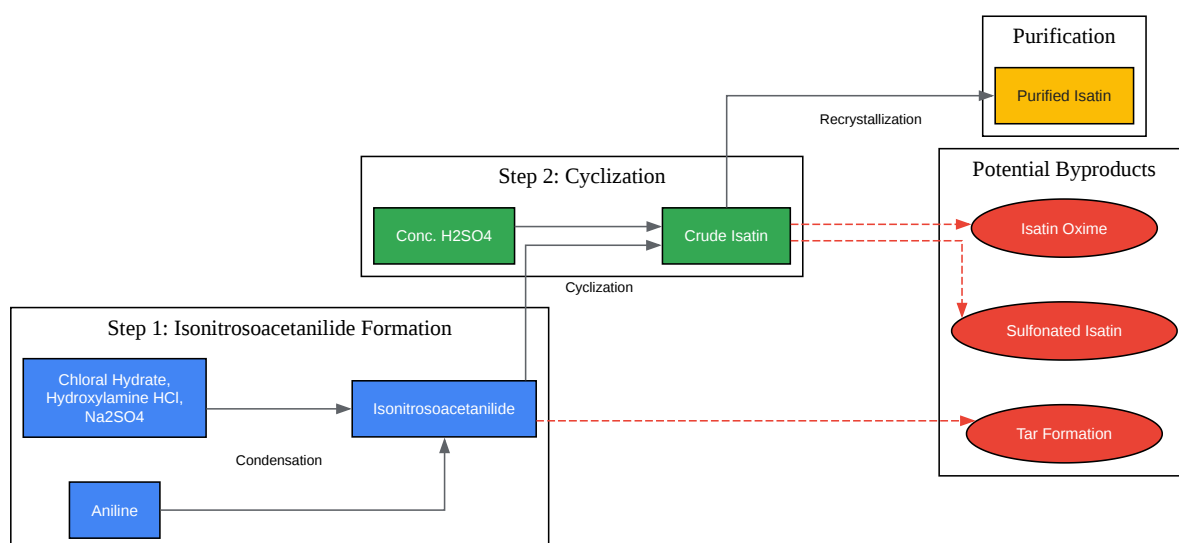 Purification
Purified Isatin
Recrystallization
Step 2: Cyclization
Conc. H2SO4
Crude Isatin
Cyclization
Potential Byproducts
Isatin Oxime
Sulfonated Isatin
Tar Formation
Step 1: Isonitrosoacetanilide Formation
Chloral Hydrate,
Hydroxylamine HCl,
Na2SO4
Isonitrosoacetanilide
Condensation
Aniline